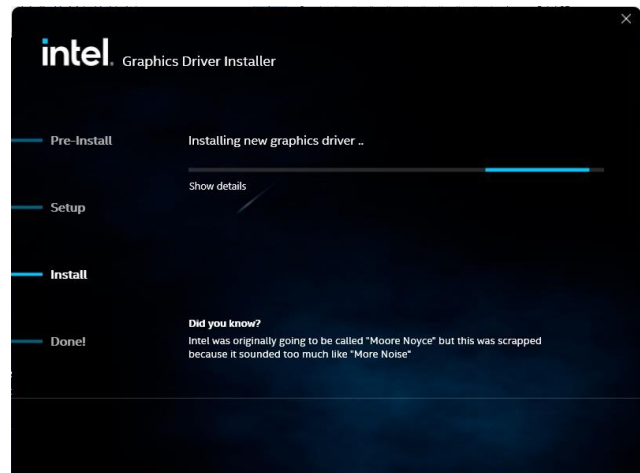 intel. Graphics Driver Installer
Pre-Install
Installing new graphics driver ..
Show details
Setup
Install
Did you know?
Done!
Intel was originally going to be called "Moore Noyce" but this was scrapped
because it sounded too much like "More Noise"